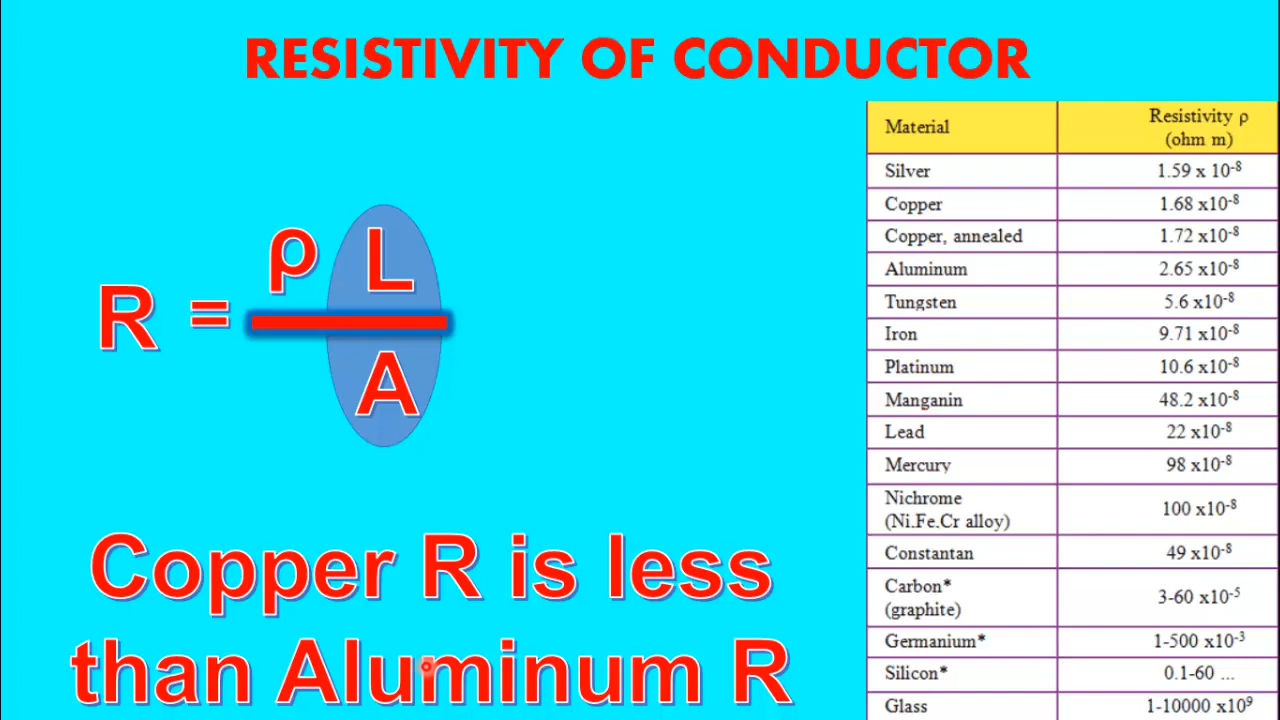 RESISTIVITY OF CONDUCTOR
R = ρ L
A
Copper R is less
than Aluminum R
Material Resistivity ρ
(ohm m)
Silver 1.59 x 10⁻⁸
Copper 1.68 x10⁻⁸
Copper, annealed 1.72 x10⁻⁸
Aluminum 2.65 x10⁻⁸
Tungsten 5.6 x10⁻⁸
Iron 9.71 x10⁻⁸
Platinum 10.6 x10⁻⁸
Manganin 48.2 x10⁻⁸
Lead 22 x10⁻⁸
Mercury 98 x10⁻⁸
Nichrome
(Ni.Fe.Cr alloy) 100 x10⁻⁸
Constantan 49 x10⁻⁸
Carbon*
(graphite) 3-60 x10⁻⁵
Germanium* 1-500 x10⁻³
Silicon* 0.1-60 ...
Glass 1-10000 x10⁹